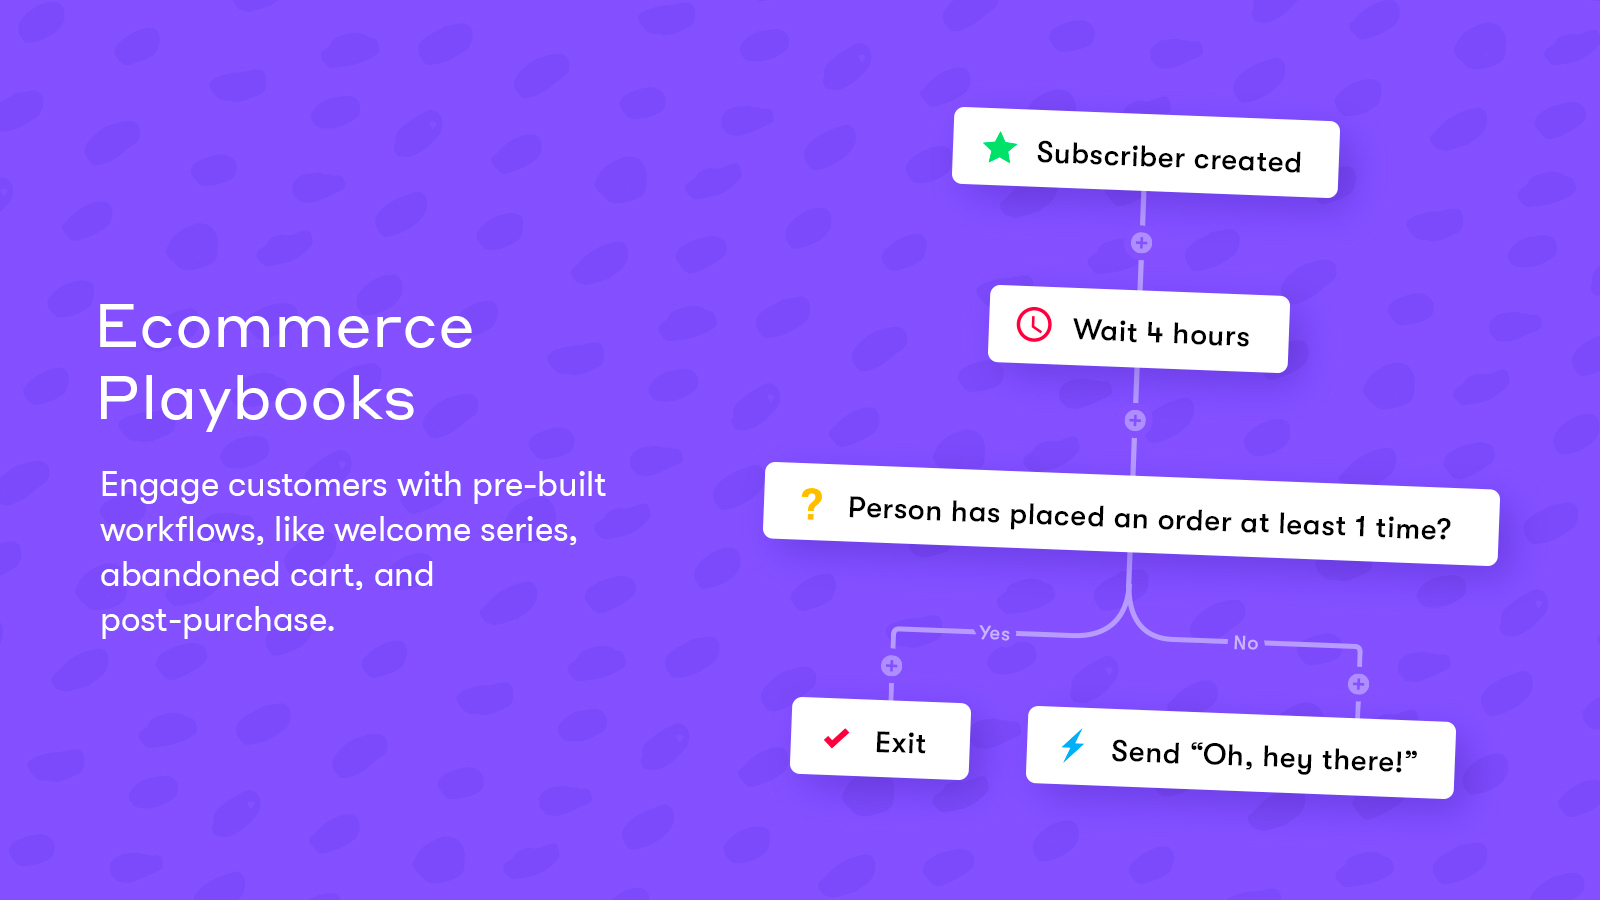 Ecommerce
Playbooks
Engage customers with pre-built
workflows, like welcome series,
abandoned cart, and
post-purchase.
Subscriber created
Wait 4 hours
Person has placed an order at least 1 time?
Yes
No
Exit
Send “Oh, hey there!”